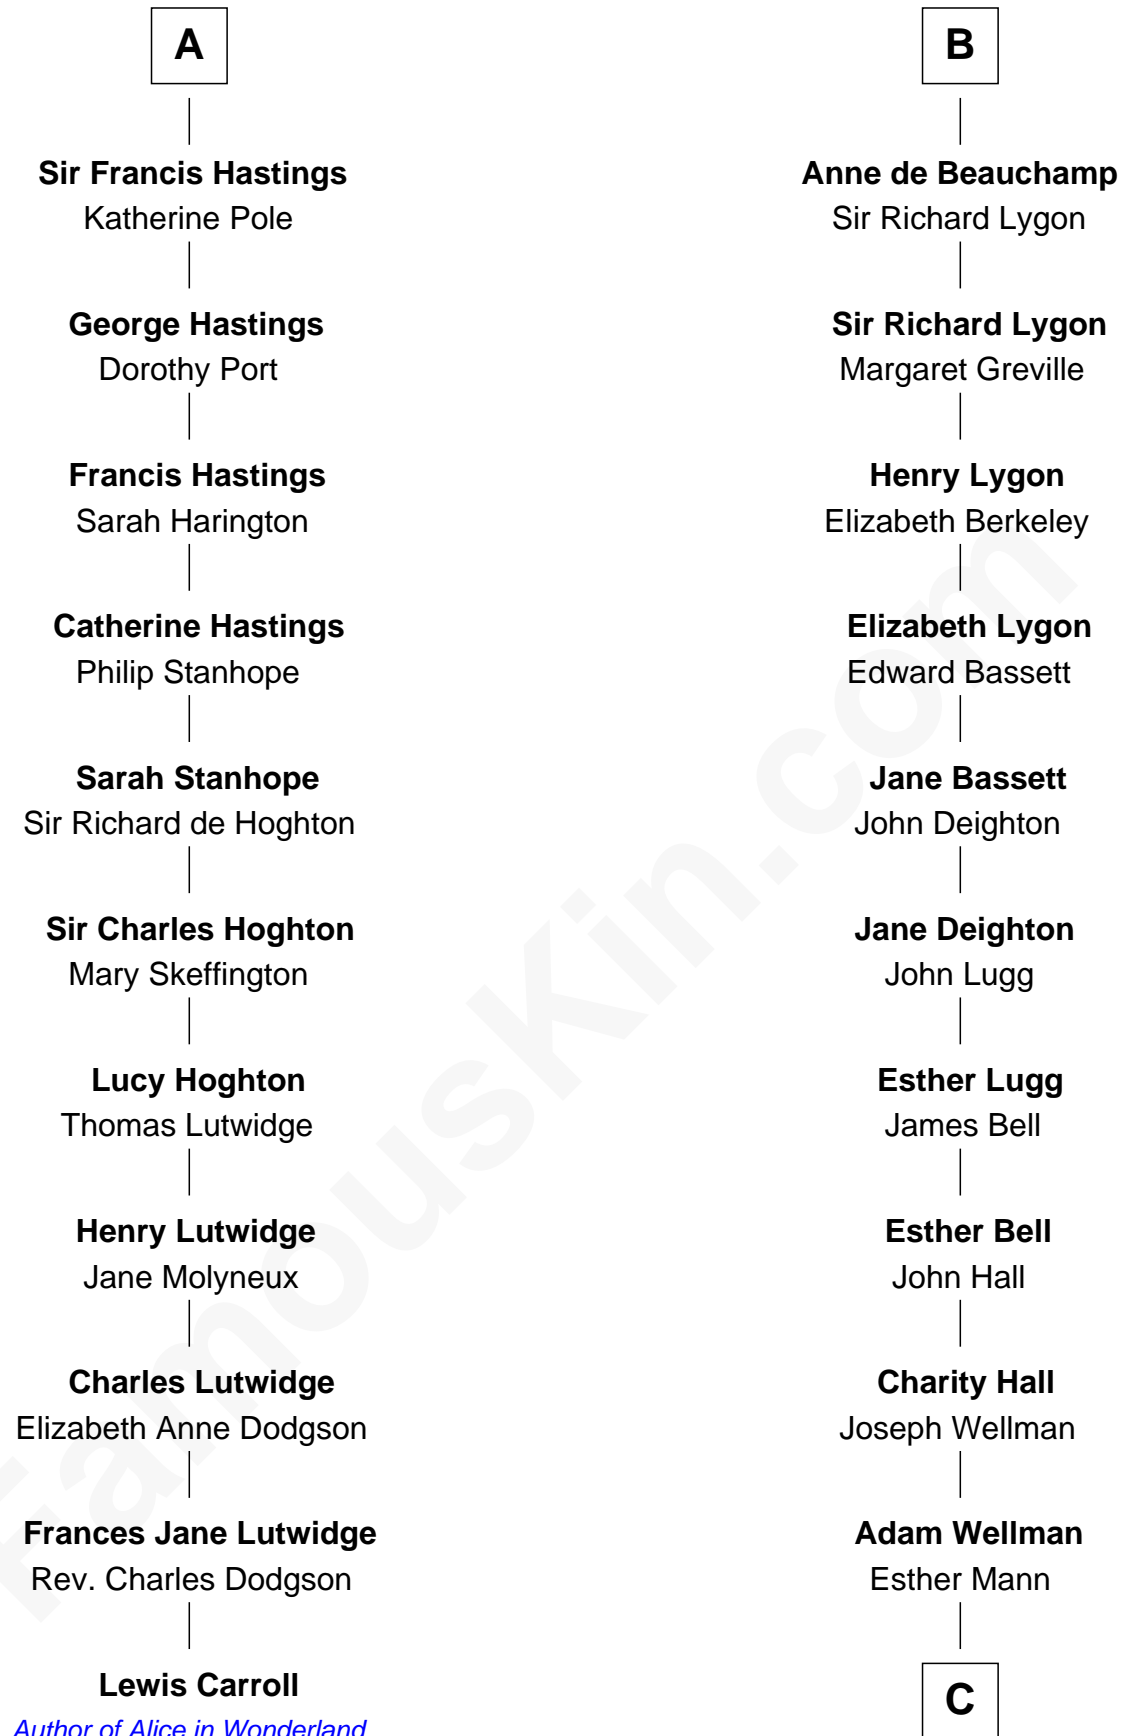 A
Sir Francis Hastings
Katherine Pole
George Hastings
Dorothy Port
Francis Hastings
Sarah Harington
Catherine Hastings
Philip Stanhope
Sarah Stanhope
Sir Richard de Hoghton
Sir Charles Hoghton
Mary Skeffington
Lucy Hoghton
Thomas Lutwidge
Henry Lutwidge
Jane Molyneux
Charles Lutwidge
Elizabeth Anne Dodgson
Frances Jane Lutwidge
Rev. Charles Dodgson
Lewis Carroll
Author of Alice in Wonderland
B
Anne de Beauchamp
Sir Richard Lygon
Sir Richard Lygon
Margaret Greville
Henry Lygon
Elizabeth Berkeley
Elizabeth Lygon
Edward Bassett
Jane Bassett
John Deighton
Jane Deighton
John Lugg
Esther Lugg
James Bell
Esther Bell
John Hall
Charity Hall
Joseph Wellman
Adam Wellman
Esther Mann
C
FamousKin.com